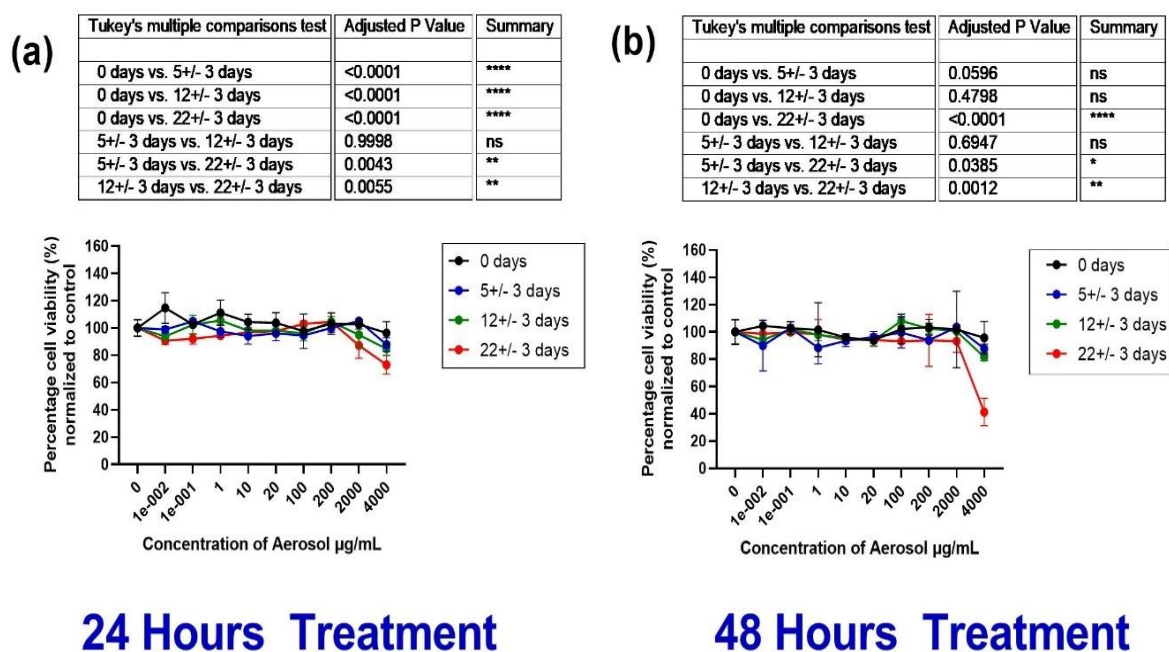 (a)
Tukey's multiple comparisons test Adjusted P Value Summary
0 days vs. 5+/- 3 days <0.0001 ****
0 days vs. 12+/- 3 days <0.0001 ****
0 days vs. 22+/- 3 days <0.0001 ****
5+/- 3 days vs. 12+/- 3 days 0.9998 ns
5+/- 3 days vs. 22+/- 3 days 0.0043 **
12+/- 3 days vs. 22+/- 3 days 0.0055 **
Percentage cell viability (%)
normalized to control
160
140
120
100
80
60
40
20
0
0 1e-002 1e-001 1 10 20 100 200 2000 4000
Concentration of Aerosol µg/mL
0 days
5+/- 3 days
12+/- 3 days
22+/- 3 days
24 Hours Treatment
(b)
Tukey's multiple comparisons test Adjusted P Value Summary
0 days vs. 5+/- 3 days 0.0596 ns
0 days vs. 12+/- 3 days 0.4798 ns
0 days vs. 22+/- 3 days <0.0001 ****
5+/- 3 days vs. 12+/- 3 days 0.6947 ns
5+/- 3 days vs. 22+/- 3 days 0.0385 *
12+/- 3 days vs. 22+/- 3 days 0.0012 **
Percentage cell viability (%)
normalized to control
160
140
120
100
80
60
40
20
0
0 1e-002 1e-001 1 10 20 100 200 2000 4000
Concentration of Aerosol µg/mL
0 days
5+/- 3 days
12+/- 3 days
22+/- 3 days
48 Hours Treatment